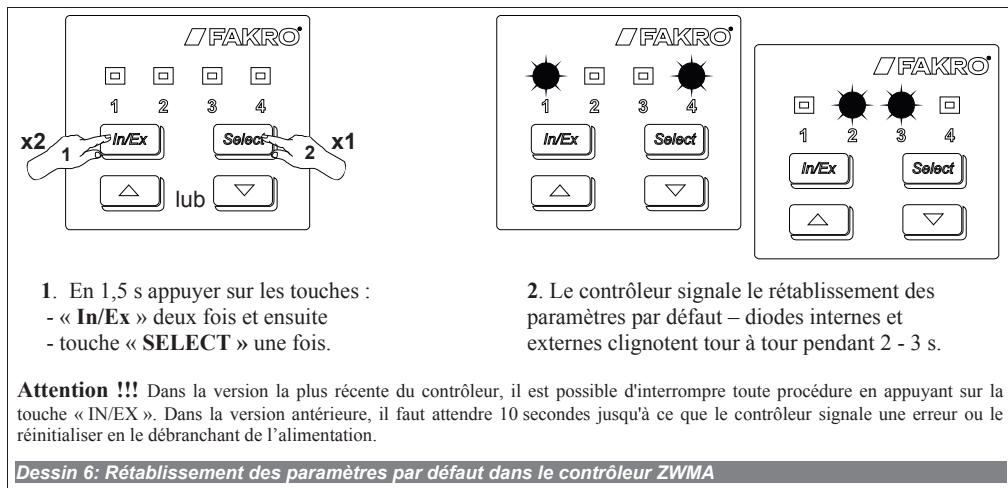 FAKRO
1 2 3 4
x2 1 In/Ex Select 2 x1
lub
FAKRO
1 2 3 4
In/Ex Select
FAKRO
1 2 3 4
In/Ex Select
1. En 1,5 s appuyer sur les touches :
- « In/Ex » deux fois et ensuite
- touche « SELECT » une fois.
2. Le contrôleur signale le rétablissement des
paramètres par défaut – diodes internes et
externes clignotent tour à tour pendant 2 - 3 s.
Attention !!! Dans la version la plus récente du contrôleur, il est possible d'interrompre toute procédure en appuyant sur la
touche « IN/EX ». Dans la version antérieure, il faut attendre 10 secondes jusqu'à ce que le contrôleur signale une erreur ou le
réinitialiser en le débranchant de l'alimentation.
Dessin 6: Rétablissement des paramètres par défaut dans le contrôleur ZWMA